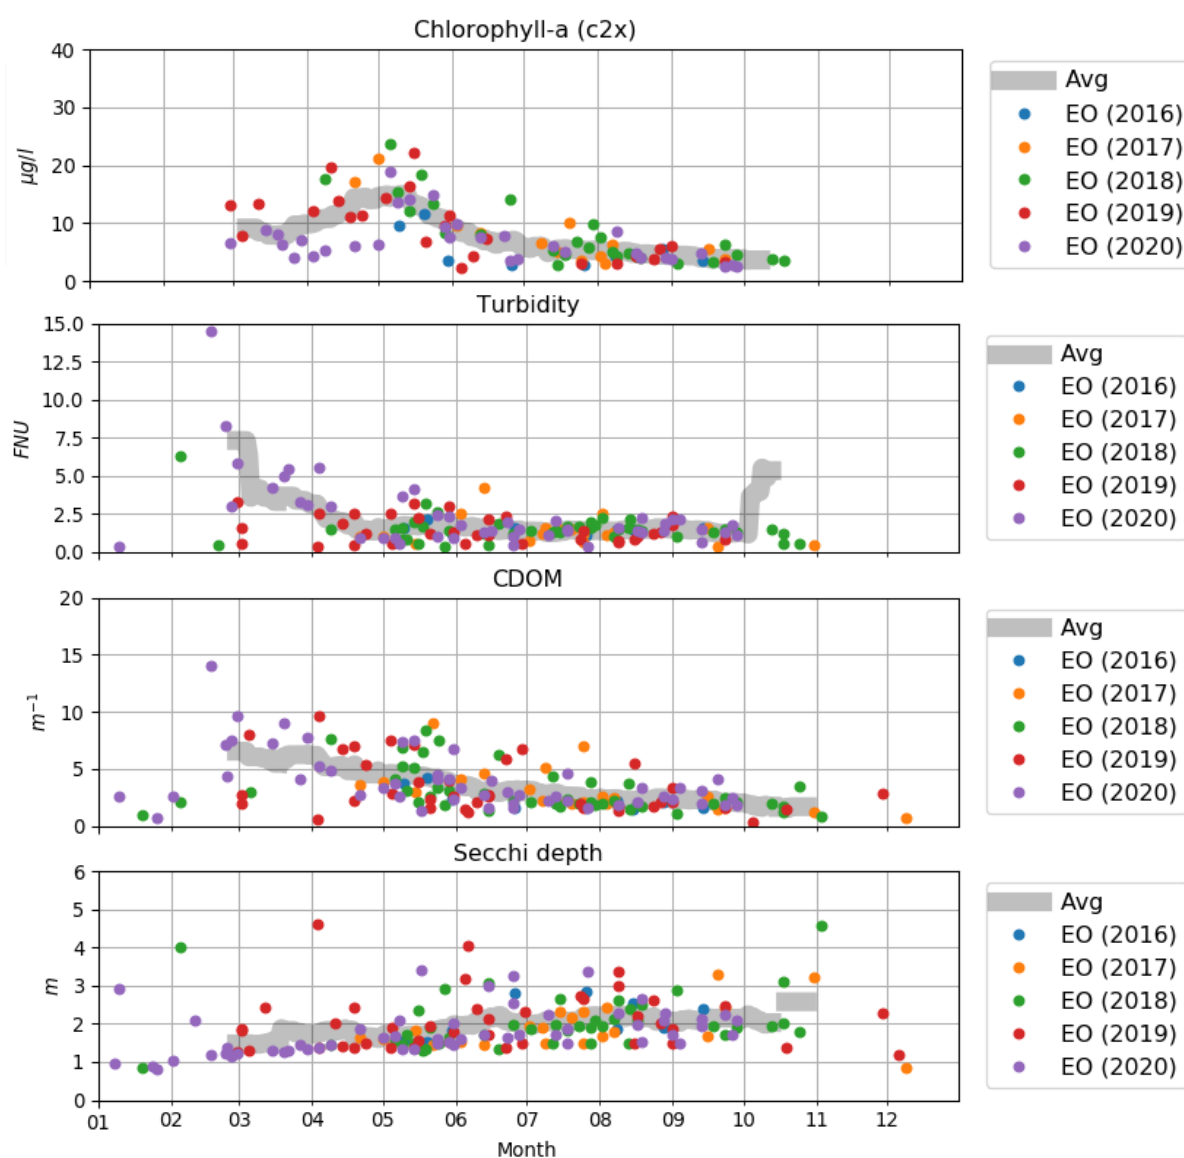 Chlorophyll-a (c2x)
40
30
20
10
0
µg/l
Avg
EO (2016)
EO (2017)
EO (2018)
EO (2019)
EO (2020)
Turbidity
15.0
12.5
10.0
7.5
5.0
2.5
0.0
FNU
Avg
EO (2016)
EO (2017)
EO (2018)
EO (2019)
EO (2020)
CDOM
20
15
10
5
0
m⁻¹
Avg
EO (2016)
EO (2017)
EO (2018)
EO (2019)
EO (2020)
Secchi depth
6
5
4
3
2
1
0
m
Avg
EO (2016)
EO (2017)
EO (2018)
EO (2019)
EO (2020)
01 02 03 04 05 06 07 08 09 10 11 12
Month